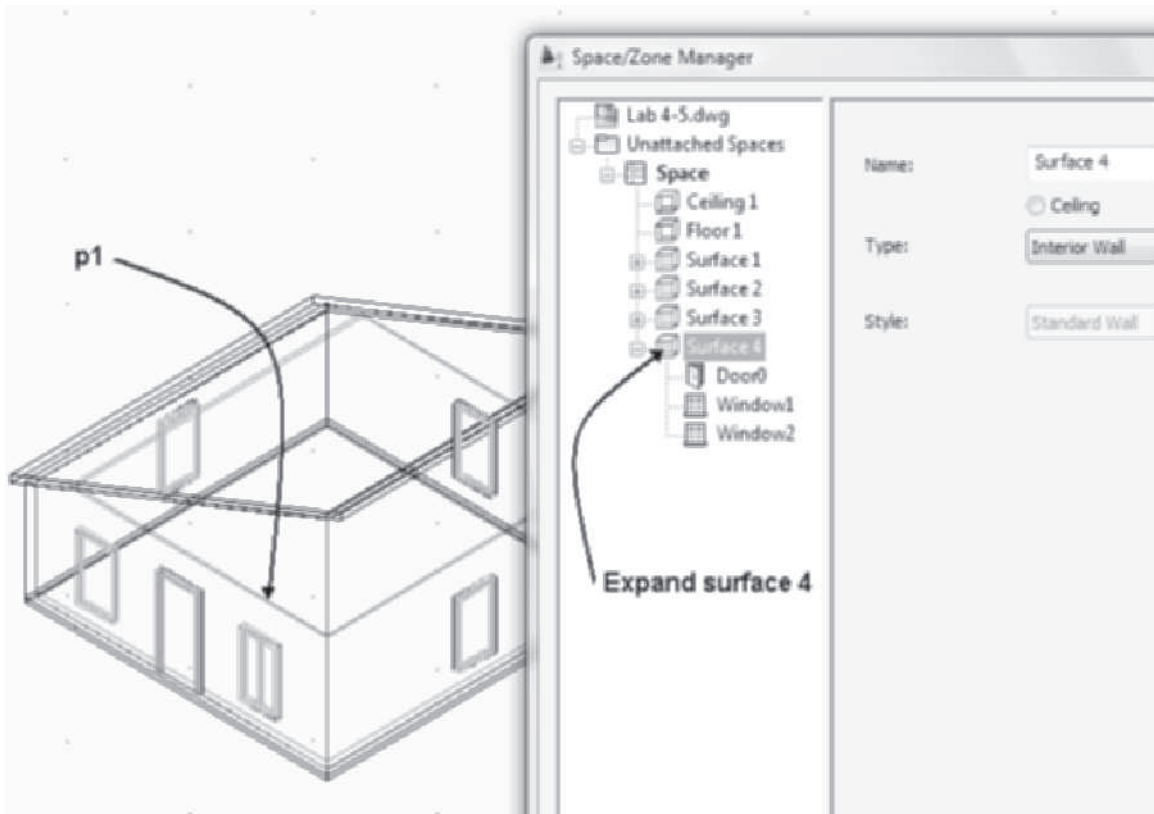 Space/Zone Manager
Lab 4-5.dwg
Unattached Spaces
Space
Ceiling 1
Floor 1
Surface 1
Surface 2
Surface 3
Surface 4
Door0
Window1
Window2
Name:
Surface 4
Ceiling
Type:
Interior Wall
Style:
Standard Wall
p1
Expand surface 4